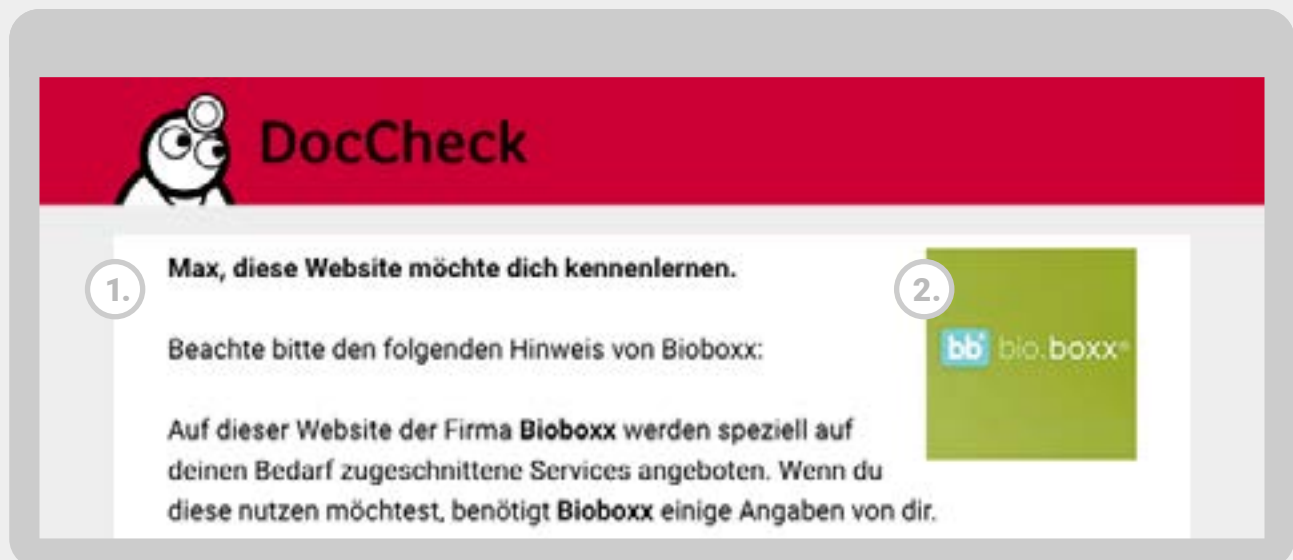 DocCheck
1.
Max, diese Website möchte dich kennenlernen.
2.
Beachte bitte den folgenden Hinweis von Bioboxx:
bb bio.boxx®
Auf dieser Website der Firma Bioboxx werden speziell auf
deinen Bedarf zugeschnittene Services angeboten. Wenn du
diese nutzen möchtest, benötigt Bioboxx einige Angaben von dir.